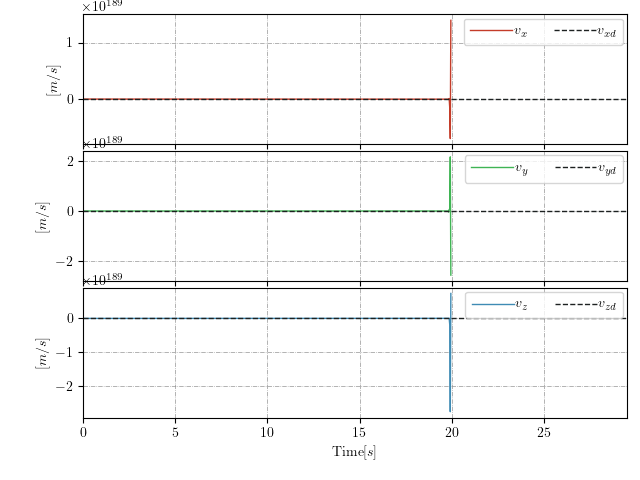 ×10^189
1
0
[m/s]
v_x v_xd
×10^189
2
0
−2
[m/s]
v_y v_yd
×10^189
0
−1
−2
[m/s]
v_z v_zd
0 5 10 15 20 25
Time[s]